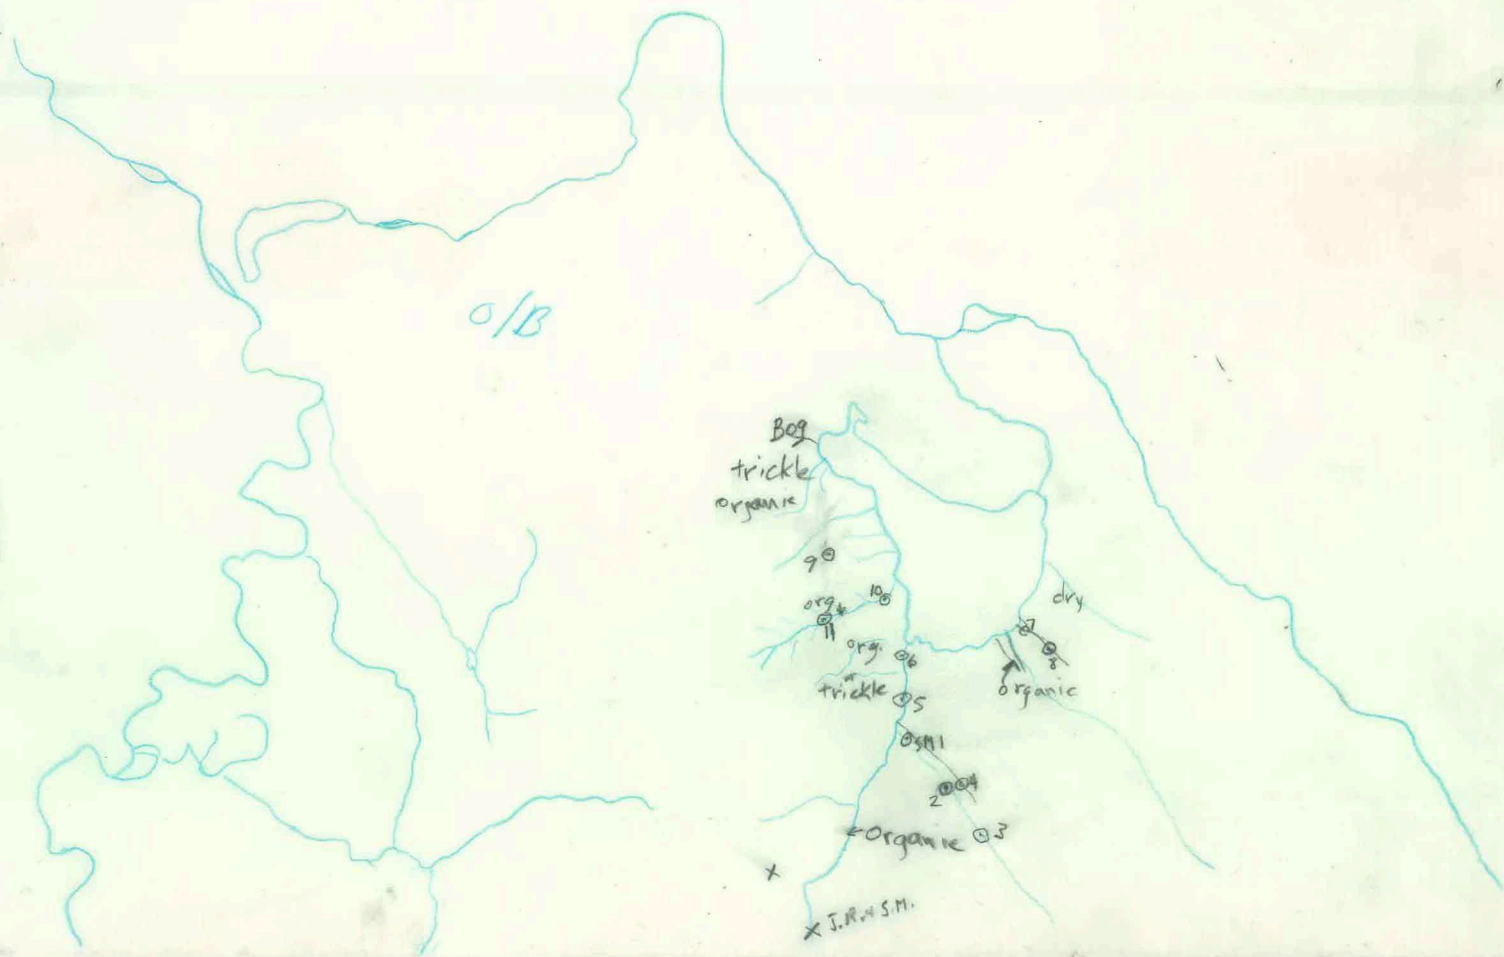 O/B
Bog
trickle
organic
9
10
org
11
org.
6
or
trickle
5
SM1
2
4
3
← Organic
dry
7
8
organic
x
x J.R. & S.M.